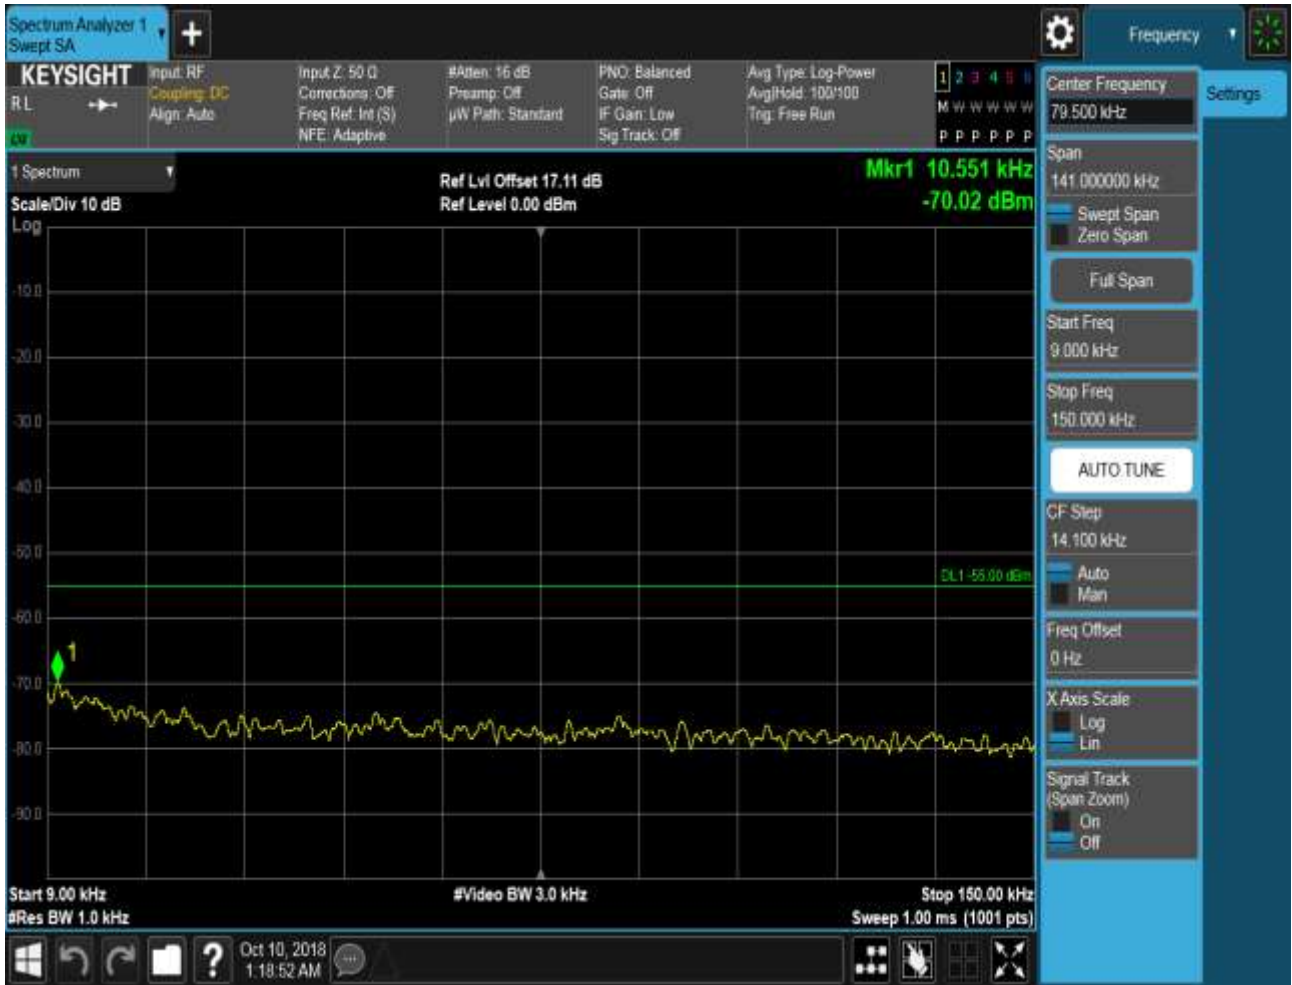 Spectrum Analyzer 1
Swept SA
+
Frequency
KEYSIGHT
Input: RF
Coupling: DC
Align: Auto
Input Z: 50 Ω
Corrections: Off
Freq Ref: Int (S)
NFE: Adaptive
#Atten: 16 dB
Preamp: Off
µW Path: Standard
PNO: Balanced
Gate: Off
IF Gain: Low
Sig Track: Off
Avg Type: Log-Power
Avg|Hold: 100/100
Trig: Free Run
1 2 3 4 5 6
M W W W W W
P P P P P P
R L
1 Spectrum
Scale/Div 10 dB
Log
Ref Lvl Offset 17.11 dB
Ref Level 0.00 dBm
Mkr1 10.551 kHz
-70.02 dBm
-10.0
-20.0
-30.0
-40.0
-50.0
-60.0
-70.0
-80.0
-90.0
DL1 -55.00 dBm
1
Start 9.00 kHz
#Res BW 1.0 kHz
#Video BW 3.0 kHz
Stop 150.00 kHz
Sweep 1.00 ms (1001 pts)
Center Frequency
79.500 kHz
Settings
Span
141.000000 kHz
Swept Span
Zero Span
Full Span
Start Freq
9.000 kHz
Stop Freq
150.000 kHz
AUTO TUNE
CF Step
14.100 kHz
Auto
Man
Freq Offset
0 Hz
X Axis Scale
Log
Lin
Signal Track
(Span Zoom)
On
Off
?
Oct 10, 2018
1:18:52 AM